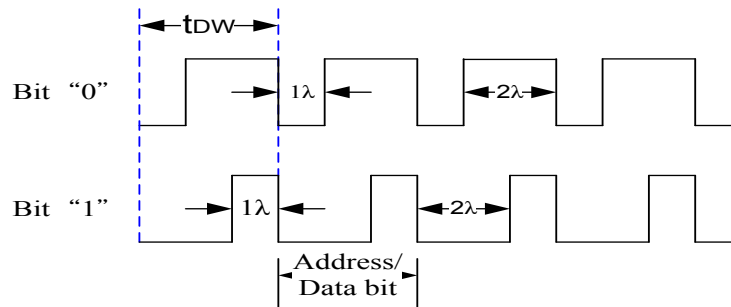 tDW
Bit “0”
1λ
2λ
Bit “1”
1λ
2λ
Address/
Data bit